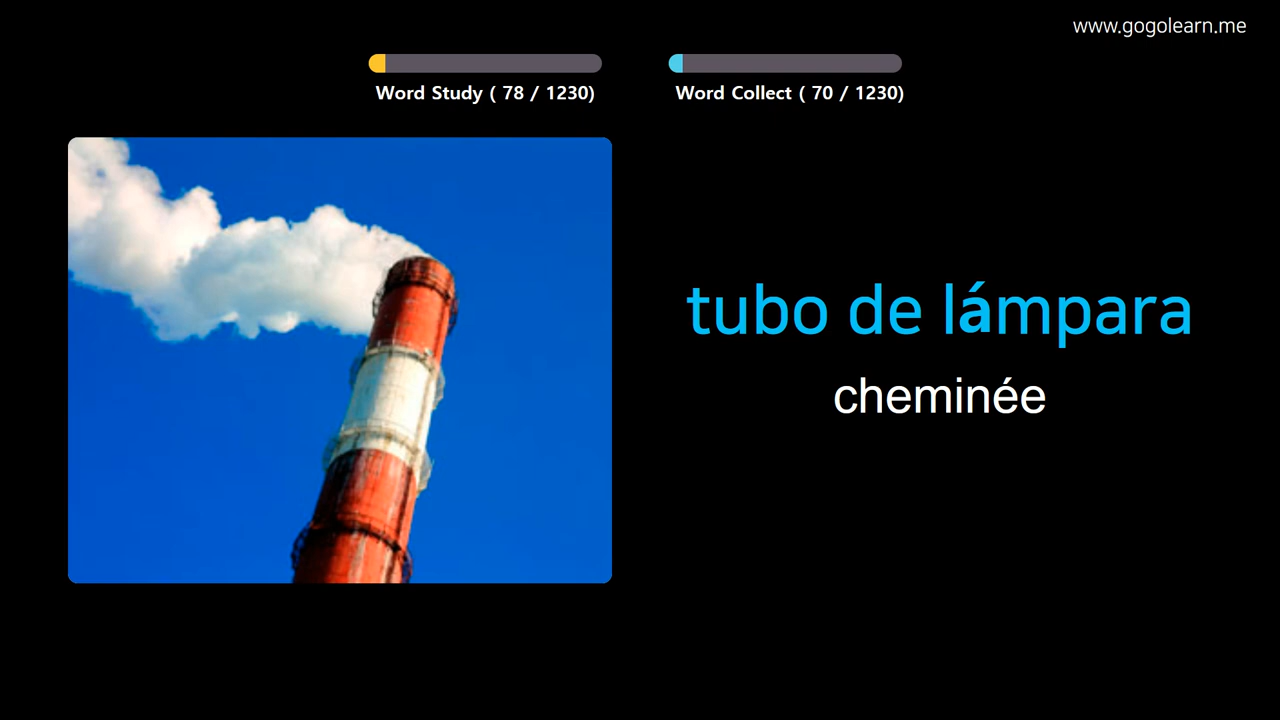 www.gogolearn.me
Word Study ( 78 / 1230)
Word Collect ( 70 / 1230)
tubo de lámpara
cheminée